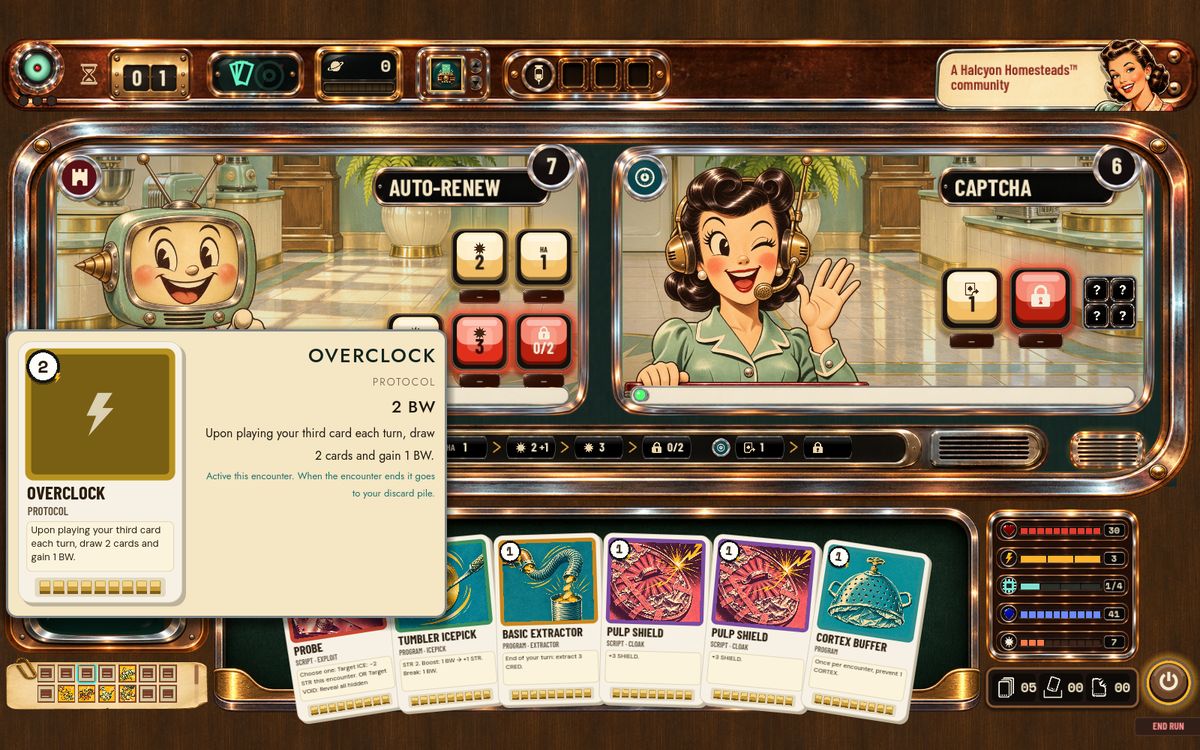 0 1
0
A Halcyon Homesteads™
community
AUTO-RENEW
7
2
HA
1
3
0/2
CAPTCHA
6
1
? ?
? ?
2
OVERCLOCK
PROTOCOL
Upon playing your third card
each turn, draw 2 cards and
gain 1 BW.
OVERCLOCK
PROTOCOL
2 BW
Upon playing your third card each turn, draw
2 cards and gain 1 BW.
Active this encounter. When the encounter ends it goes
to your discard pile.
HA 1 > 2+1 > 3 > 0/2 1 >
PROBE
SCRIPT · EXPLOIT
Choose one: Target ICE: -2
STR this encounter. OR Target
VOID: Reveal all hidden
TUMBLER ICEPICK
PROGRAM · ICEPICK
STR 2. Boost: 1 BW → +1 STR.
Break: 1 BW.
1
BASIC EXTRACTOR
PROGRAM · EXTRACTOR
End of your turn: extract 3
CRED.
1
PULP SHIELD
SCRIPT · CLOAK
+3 SHIELD.
1
PULP SHIELD
SCRIPT · CLOAK
+3 SHIELD.
1
CORTEX BUFFER
PROGRAM
Once per encounter, prevent 1
CORTEX.
30
3
1/4
41
7
05 00 00
END RUN